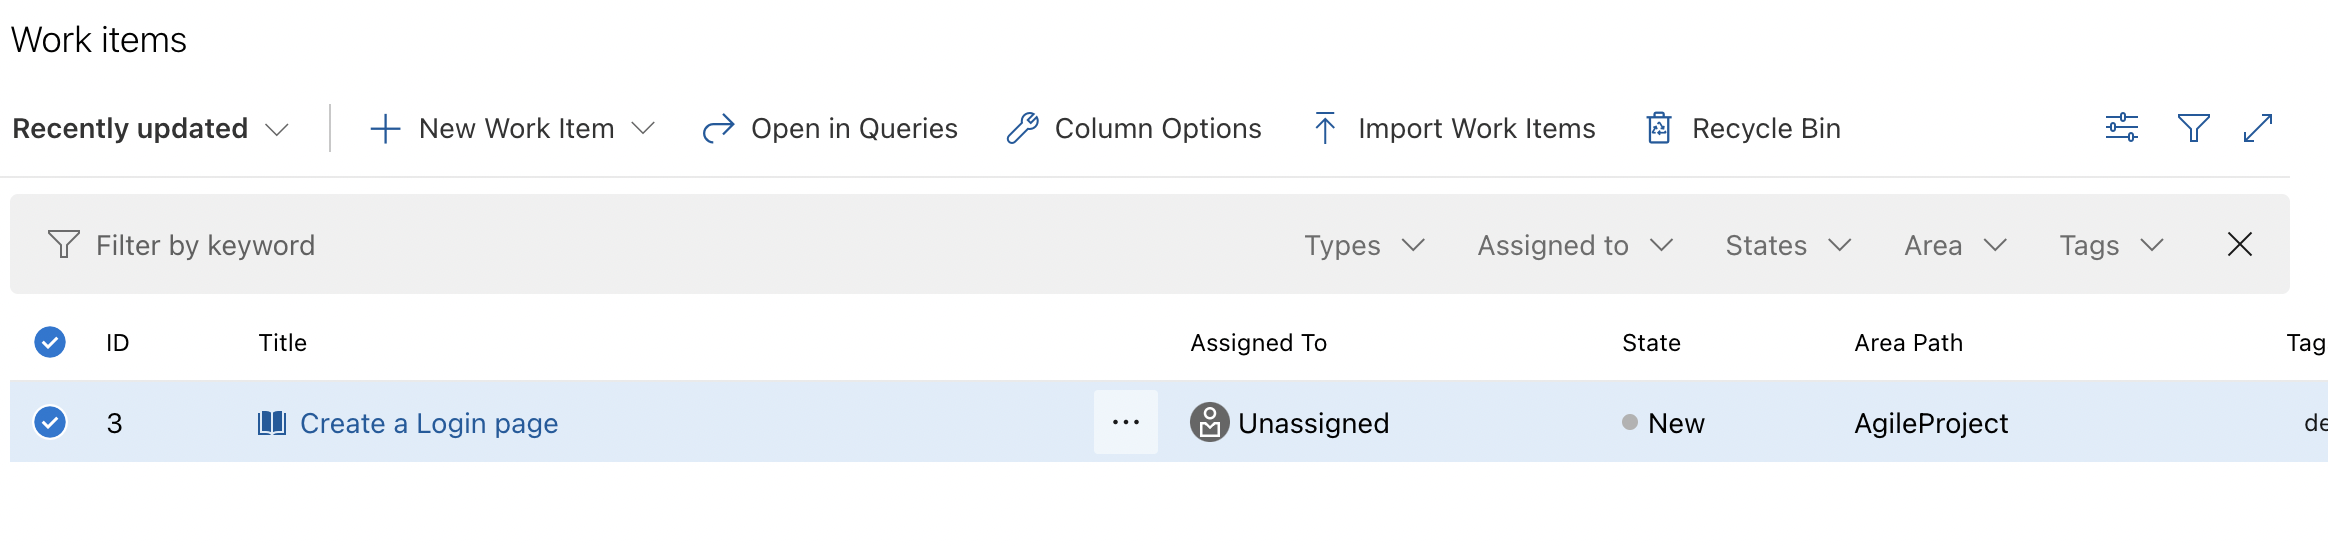 Work items
Recently updated New Work Item Open in Queries Column Options Import Work Items Recycle Bin
Filter by keyword Types Assigned to States Area Tags
ID Title Assigned To State Area Path Tag
3 Create a Login page ... Unassigned New AgileProject de